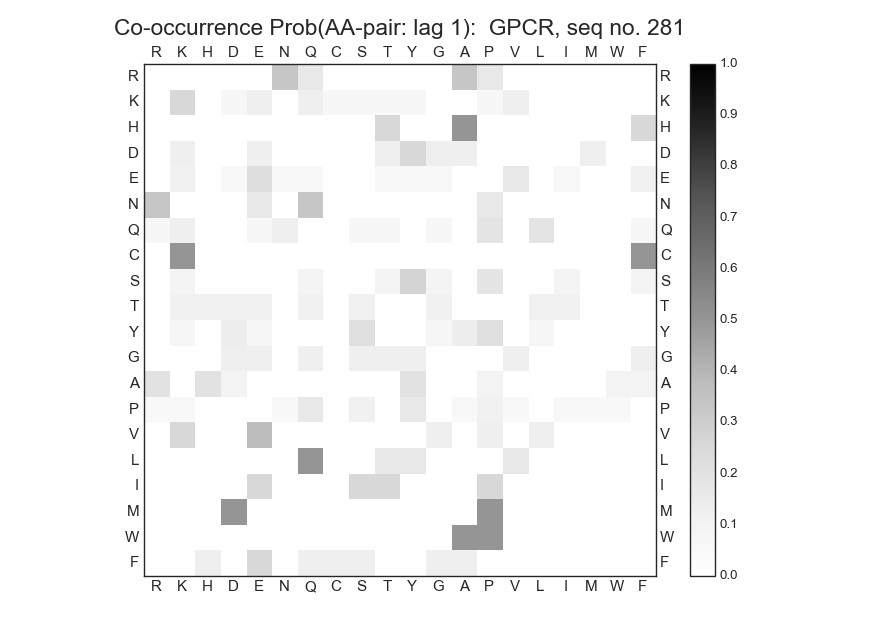 Co-occurrence Prob(AA-pair: lag 1):  GPCR, seq no. 281
R K H D E N Q C S T Y G A P V L I M W F
R R 1.0
K K 0.9
H H
D D 0.8
E E
N N 0.7
Q Q
C C 0.6
S S
T T 0.5
Y Y
G G 0.4
A A
P P 0.3
V V
L L 0.2
I I
M M 0.1
W W
F F 0.0
R K H D E N Q C S T Y G A P V L I M W F